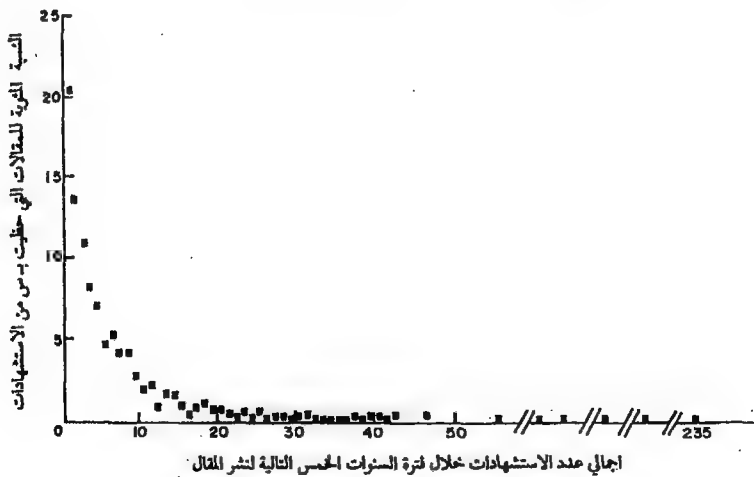 النسبة المئوية للمقالات التي حظيت بـ س من الاستشهادات
25
20
15
10
5
0 10 20 30 40 50 235
اجمالي عدد الاستشهادات خلال فترة السنوات الخمس التالية لنشر المقال